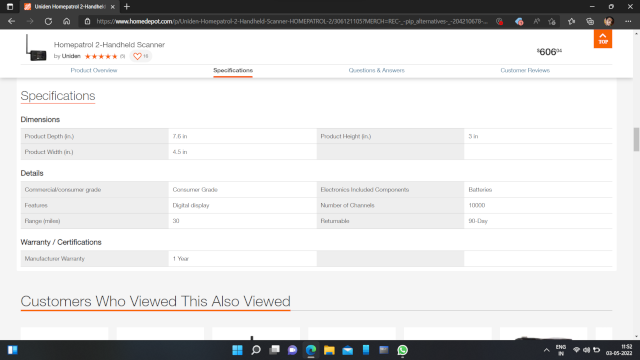 Uniden Homepatrol 2-Handheld
https://www.homedepot.com/p/Uniden-Homepatrol-2-Handheld-Scanner-HOMEPATROL-2/306121105?MERCH=REC-_-pip_alternatives-_-204210678-...
Homepatrol 2-Handheld Scanner
by Uniden (5) 16
$606.04
TOP
Product Overview Specifications Questions & Answers Customer Reviews
Specifications
Dimensions
Product Depth (in.) 7.6 in Product Height (in.) 3 in
Product Width (in.) 4.5 in
Details
Commercial/consumer grade Consumer Grade Electronics Included Components Batteries
Features Digital display Number of Channels 10000
Range (miles) 30 Returnable 90-Day
Warranty / Certifications
Manufacturer Warranty 1 Year
Customers Who Viewed This Also Viewed
ENG 11:52
IN 03-05-2022